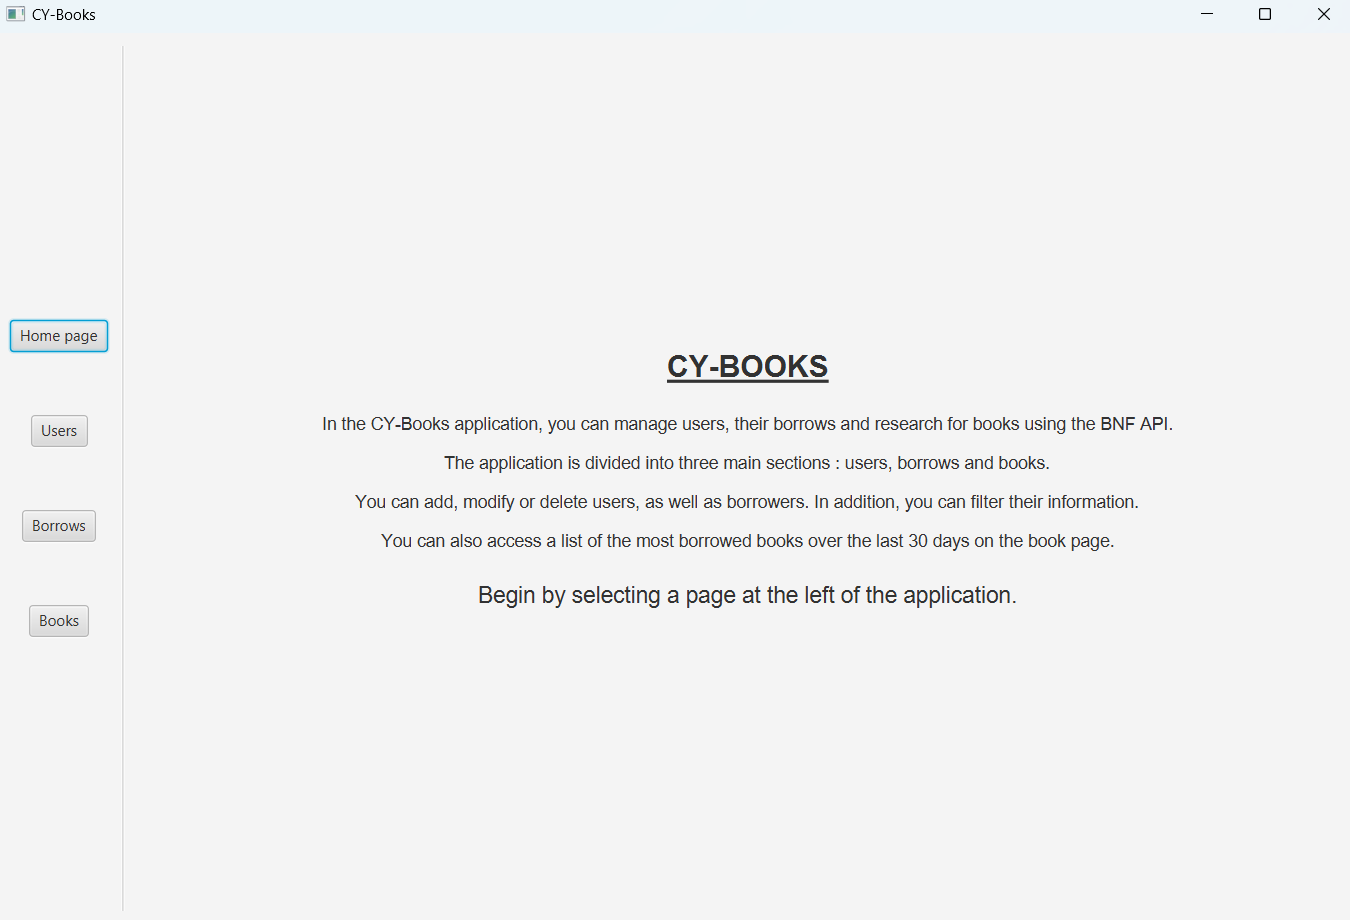 CY-Books
Home page
Users
Borrows
Books
CY-BOOKS
In the CY-Books application, you can manage users, their borrows and research for books using the BNF API.
The application is divided into three main sections : users, borrows and books.
You can add, modify or delete users, as well as borrowers. In addition, you can filter their information.
You can also access a list of the most borrowed books over the last 30 days on the book page.
Begin by selecting a page at the left of the application.